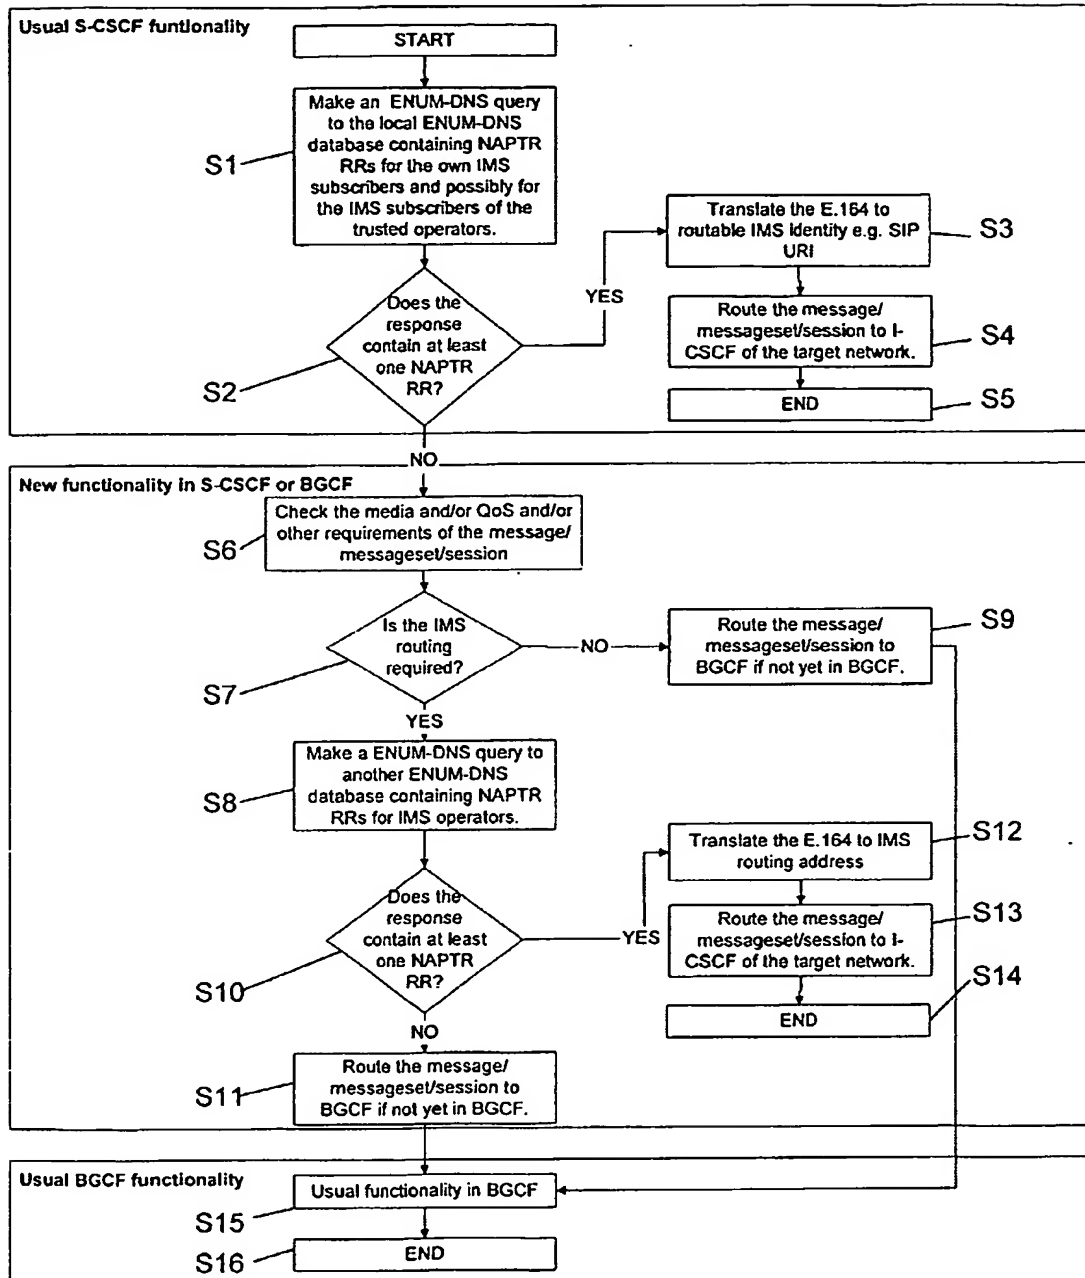 Usual S-CSCF funtionality
START
Make an ENUM-DNS query
to the local ENUM-DNS
database containing NAPTR
RRs for the own IMS
subscribers and possibly for
the IMS subscribers of the
trusted operators.
S1
Does the
response
contain at least
one NAPTR
RR?
S2
YES
Translate the E.164 to
routable IMS Identity e.g. SIP
URI
S3
Route the message/
messageset/session to I-
CSCF of the target network.
S4
END
S5
NO
New functionality in S-CSCF or BGCF
Check the media and/or QoS and/or
other requirements of the message/
messageset/session
S6
Is the IMS
routing
required?
S7
NO
Route the message/
messageset/session to
BGCF if not yet in BGCF.
S9
YES
Make a ENUM-DNS query to
another ENUM-DNS
database containing NAPTR
RRs for IMS operators.
S8
Does the
response
contain at least
one NAPTR
RR?
S10
YES
Translate the E.164 to IMS
routing address
S12
Route the message/
messageset/session to I-
CSCF of the target network.
S13
END
S14
NO
Route the message/
messageset/session to
BGCF if not yet in BGCF.
S11
Usual BGCF functionality
Usual functionality in BGCF
S15
END
S16